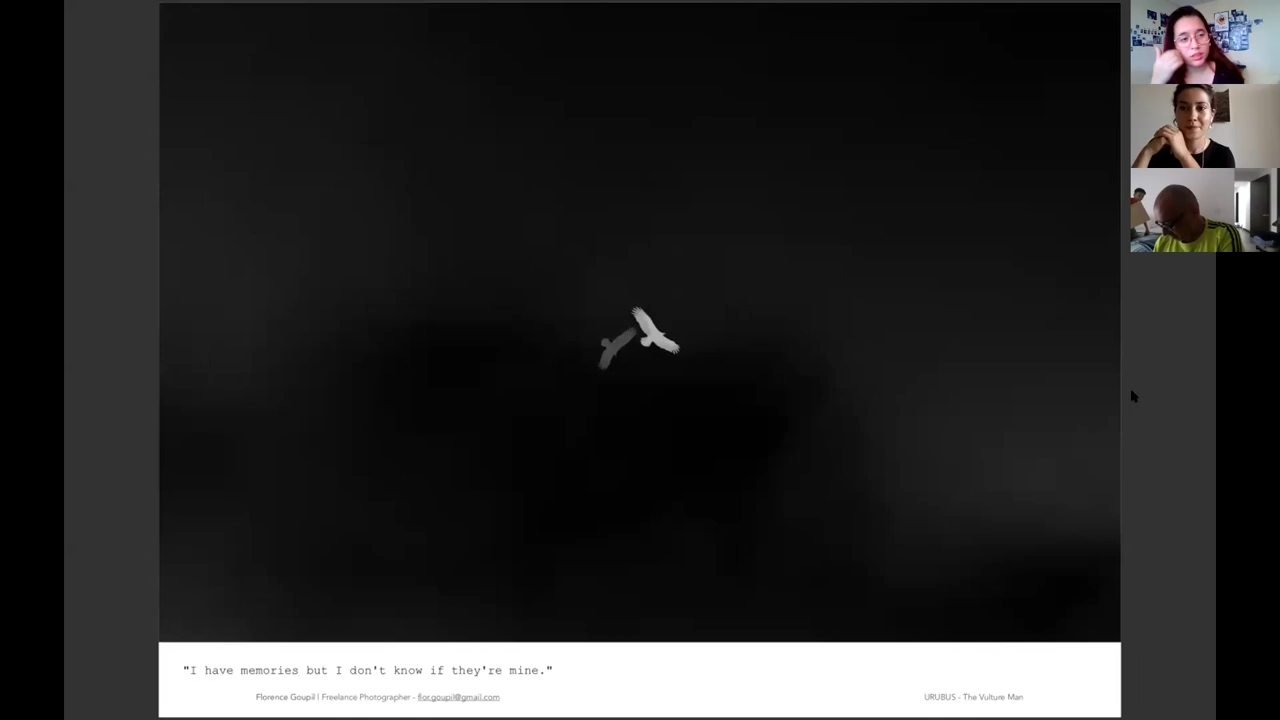 "I have memories but I don't know if they're mine."
Florence Goupil | Freelance Photographer - flor.goupil@gmail.com
URUBUS - The Vulture Man